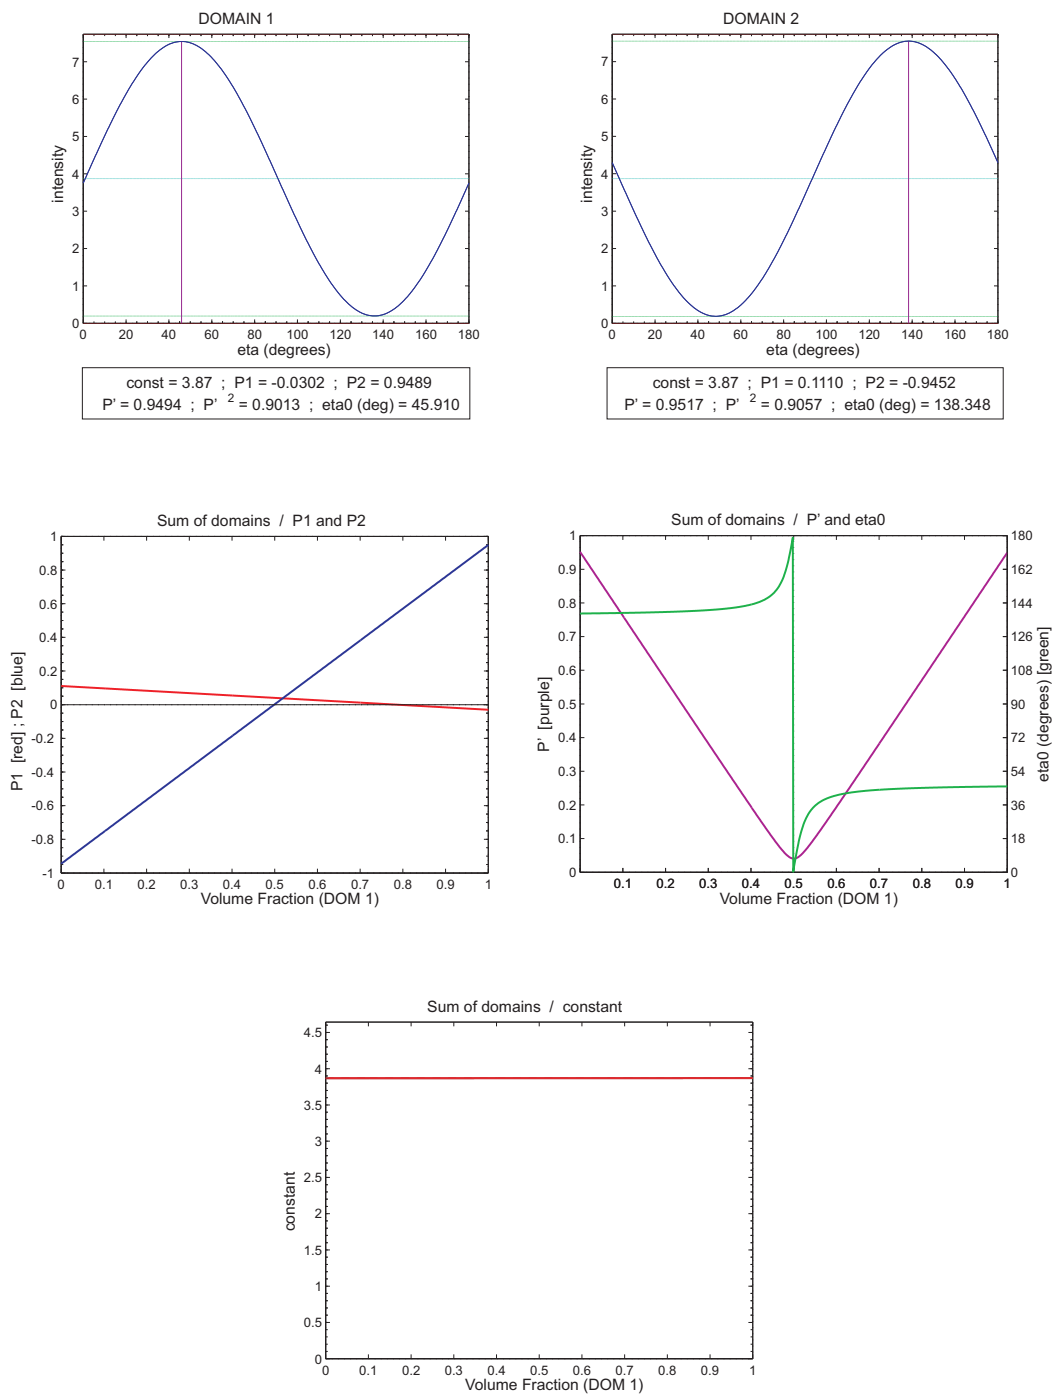 DOMAIN 1
7
6
5
4
3
2
1
0
intensity
0 20 40 60 80 100 120 140 160 180
eta (degrees)
const = 3.87 ; P1 = -0.0302 ; P2 = 0.9489
P' = 0.9494 ; P' 2 = 0.9013 ; eta0 (deg) = 45.910
DOMAIN 2
7
6
5
4
3
2
1
0
intensity
0 20 40 60 80 100 120 140 160 180
eta (degrees)
const = 3.87 ; P1 = 0.1110 ; P2 = -0.9452
P' = 0.9517 ; P' 2 = 0.9057 ; eta0 (deg) = 138.348
Sum of domains / P1 and P2
1
0.8
0.6
0.4
0.2
0
-0.2
-0.4
-0.6
-0.8
-1
P1 [red] ; P2 [blue]
0 0.1 0.2 0.3 0.4 0.5 0.6 0.7 0.8 0.9 1
Volume Fraction (DOM 1)
Sum of domains / P' and eta0
1
0.9
0.8
0.7
0.6
0.5
0.4
0.3
0.2
0.1
0
P' [purple]
180
162
144
126
108
90
72
54
36
18
0
eta0 (degrees) [green]
0.1 0.2 0.3 0.4 0.5 0.6 0.7 0.8 0.9 1
Volume Fraction (DOM 1)
Sum of domains / constant
4.5
4
3.5
3
2.5
2
1.5
1
0.5
0
constant
0 0.1 0.2 0.3 0.4 0.5 0.6 0.7 0.8 0.9 1
Volume Fraction (DOM 1)